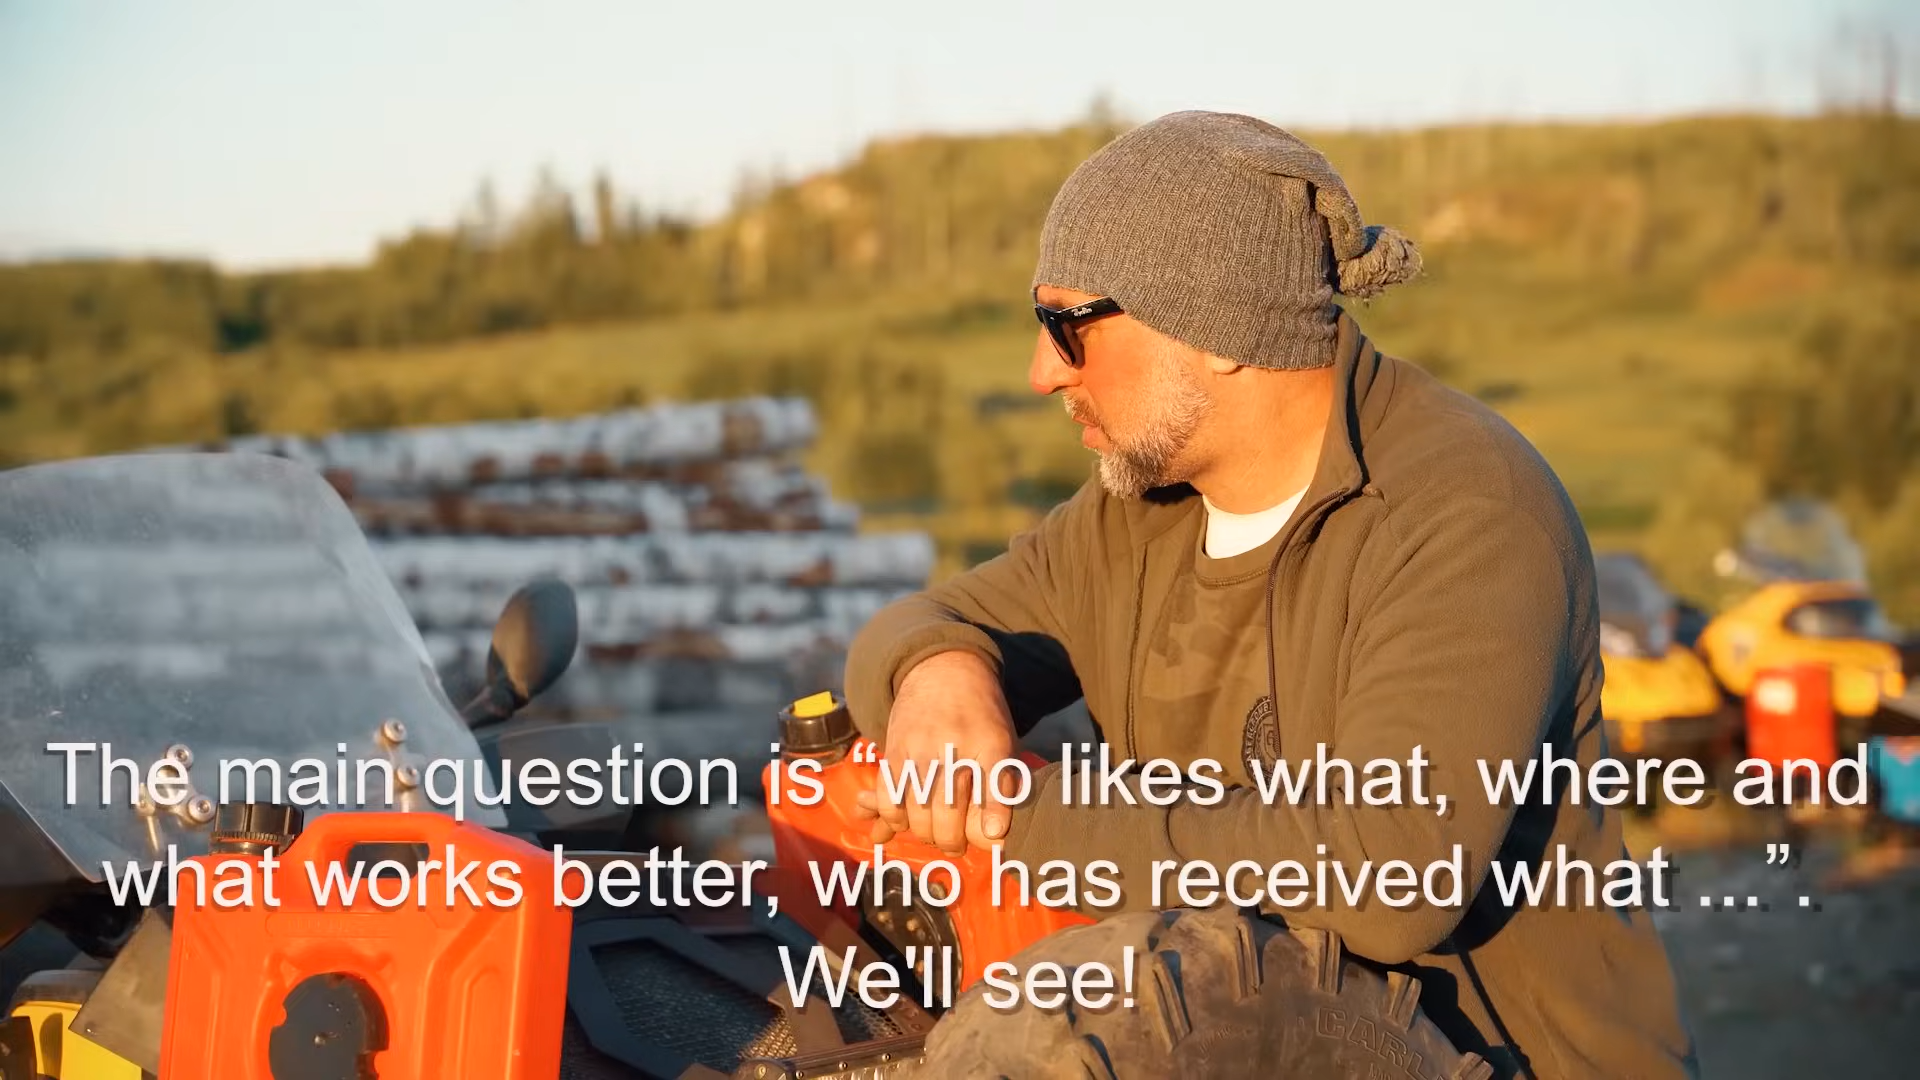 The main question is “who likes what, where and
what works better, who has received what ...”.
We'll see!